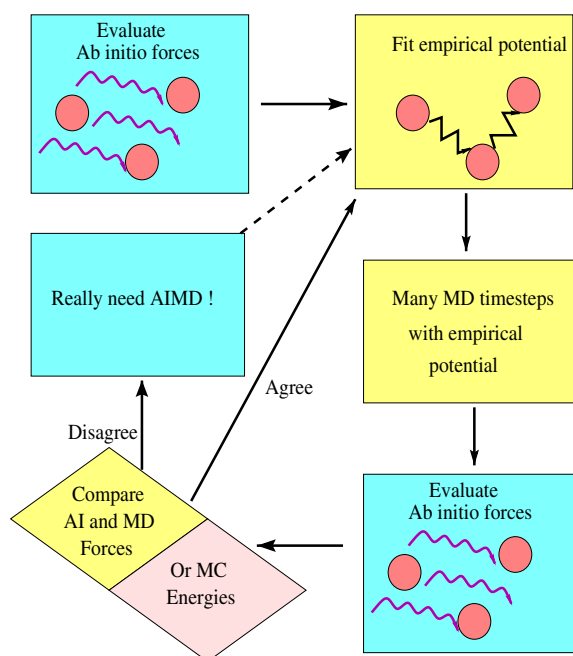 Evaluate
Ab initio forces
Fit empirical potential
Really need AIMD !
Many MD timesteps
with empirical
potential
Agree
Disagree
Compare
AI and MD
Forces
Or MC
Energies
Evaluate
Ab initio forces